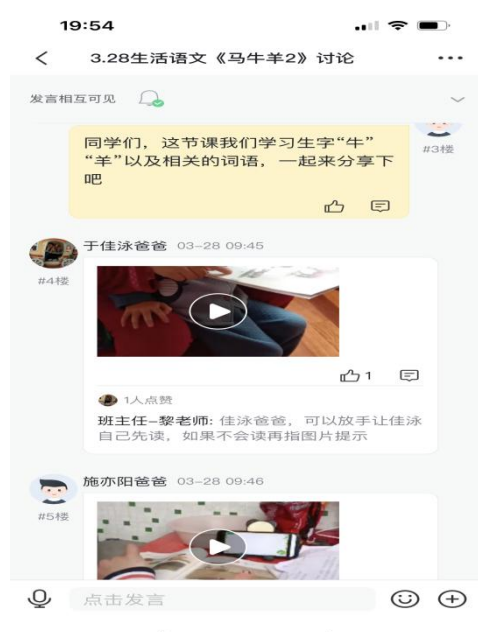 19:54
3.28生活语文《马牛羊2》讨论
发言相互可见
同学们，这节课我们学习生字“牛”
“羊”以及相关的词语，一起来分享下
吧
#3楼
于佳泳爸爸 03-28 09:45
#4楼
1
1人点赞
班主任-黎老师: 佳泳爸爸，可以放手让佳泳
自己先读，如果不会读再指图片提示
施亦阳爸爸 03-28 09:46
#5楼
点击发言